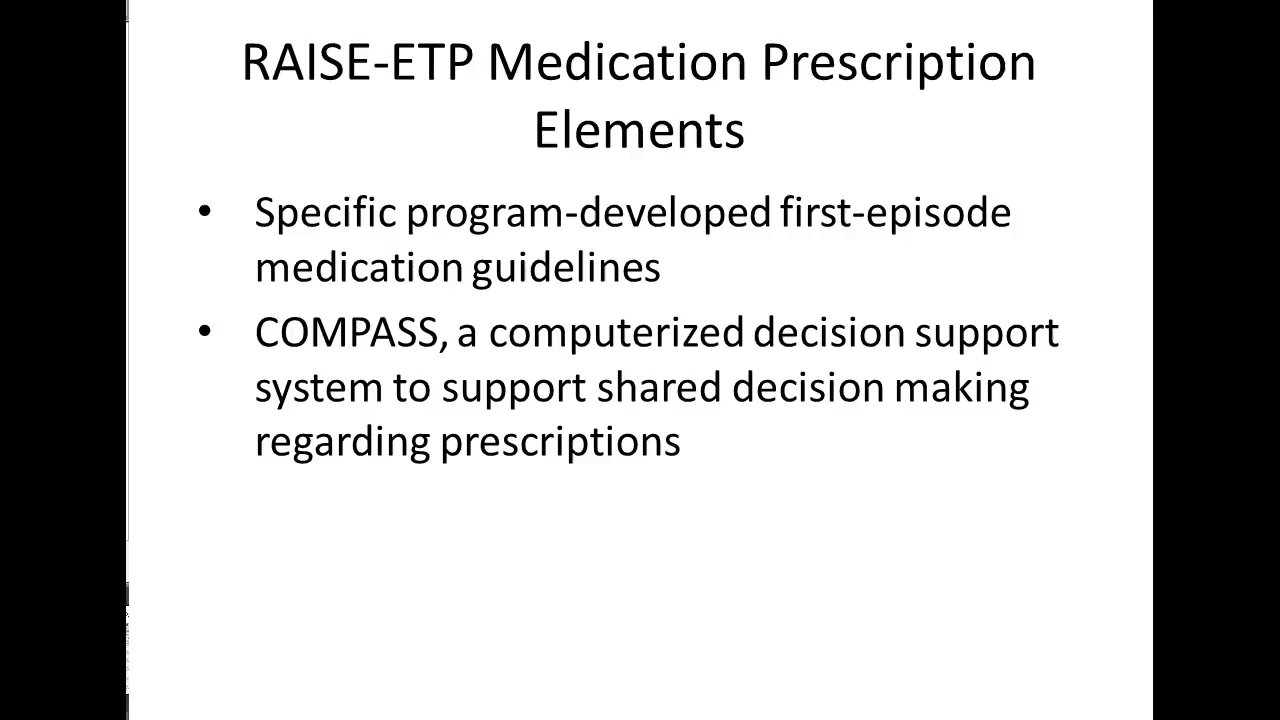 RAISE-ETP Medication Prescription
Elements
• Specific program-developed first-episode
medication guidelines
• COMPASS, a computerized decision support
system to support shared decision making
regarding prescriptions